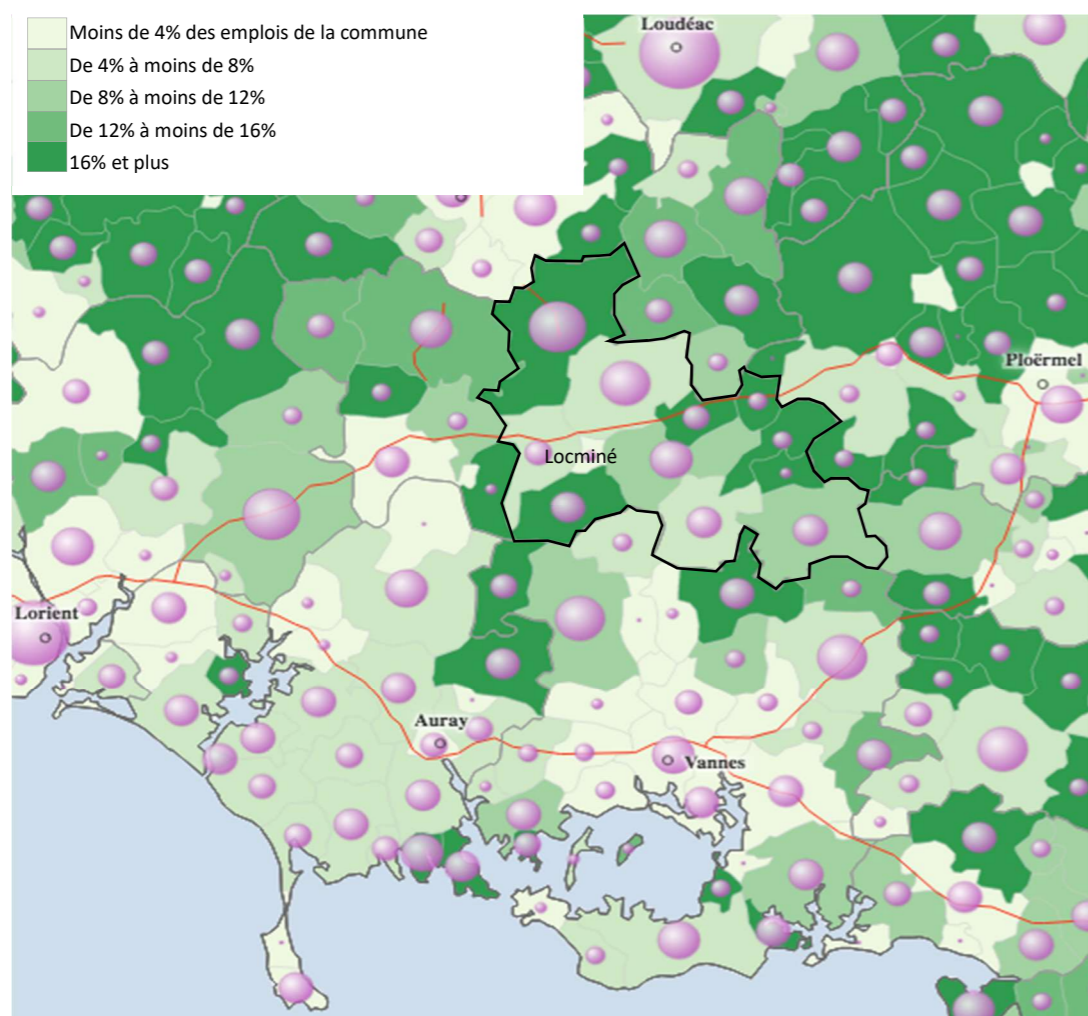 Moins de 4% des emplois de la commune
De 4% à moins de 8%
De 8% à moins de 12%
De 12% à moins de 16%
16% et plus
Loudéac
Ploërmel
Locminé
Lorient
Auray
Vannes